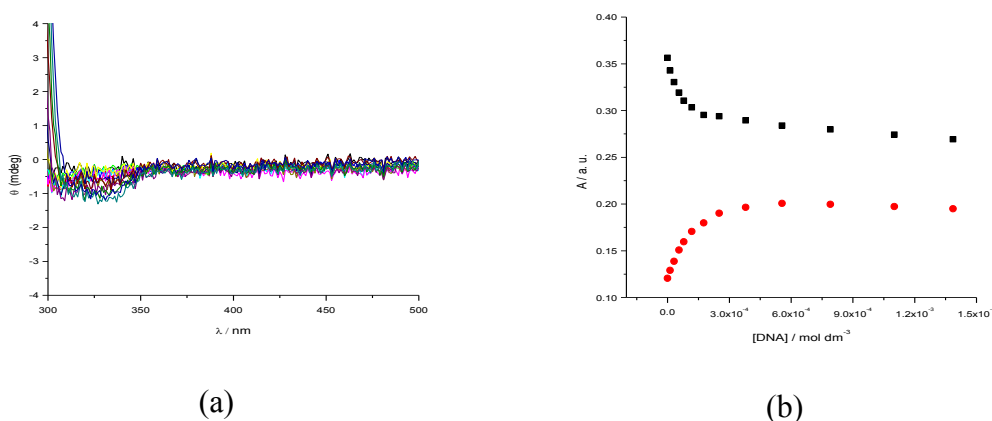 4
3
2
1
0
-1
-2
-3
-4
θ (mdeg)
300
350
400
450
500
λ / nm
(a)
0.40
0.35
0.30
0.25
0.20
0.15
0.10
A / a. u.
0.0
3.0x10⁻⁴
6.0x10⁻⁴
9.0x10⁻⁴
1.2x10⁻³
[DNA] / mol dm⁻³
(b)